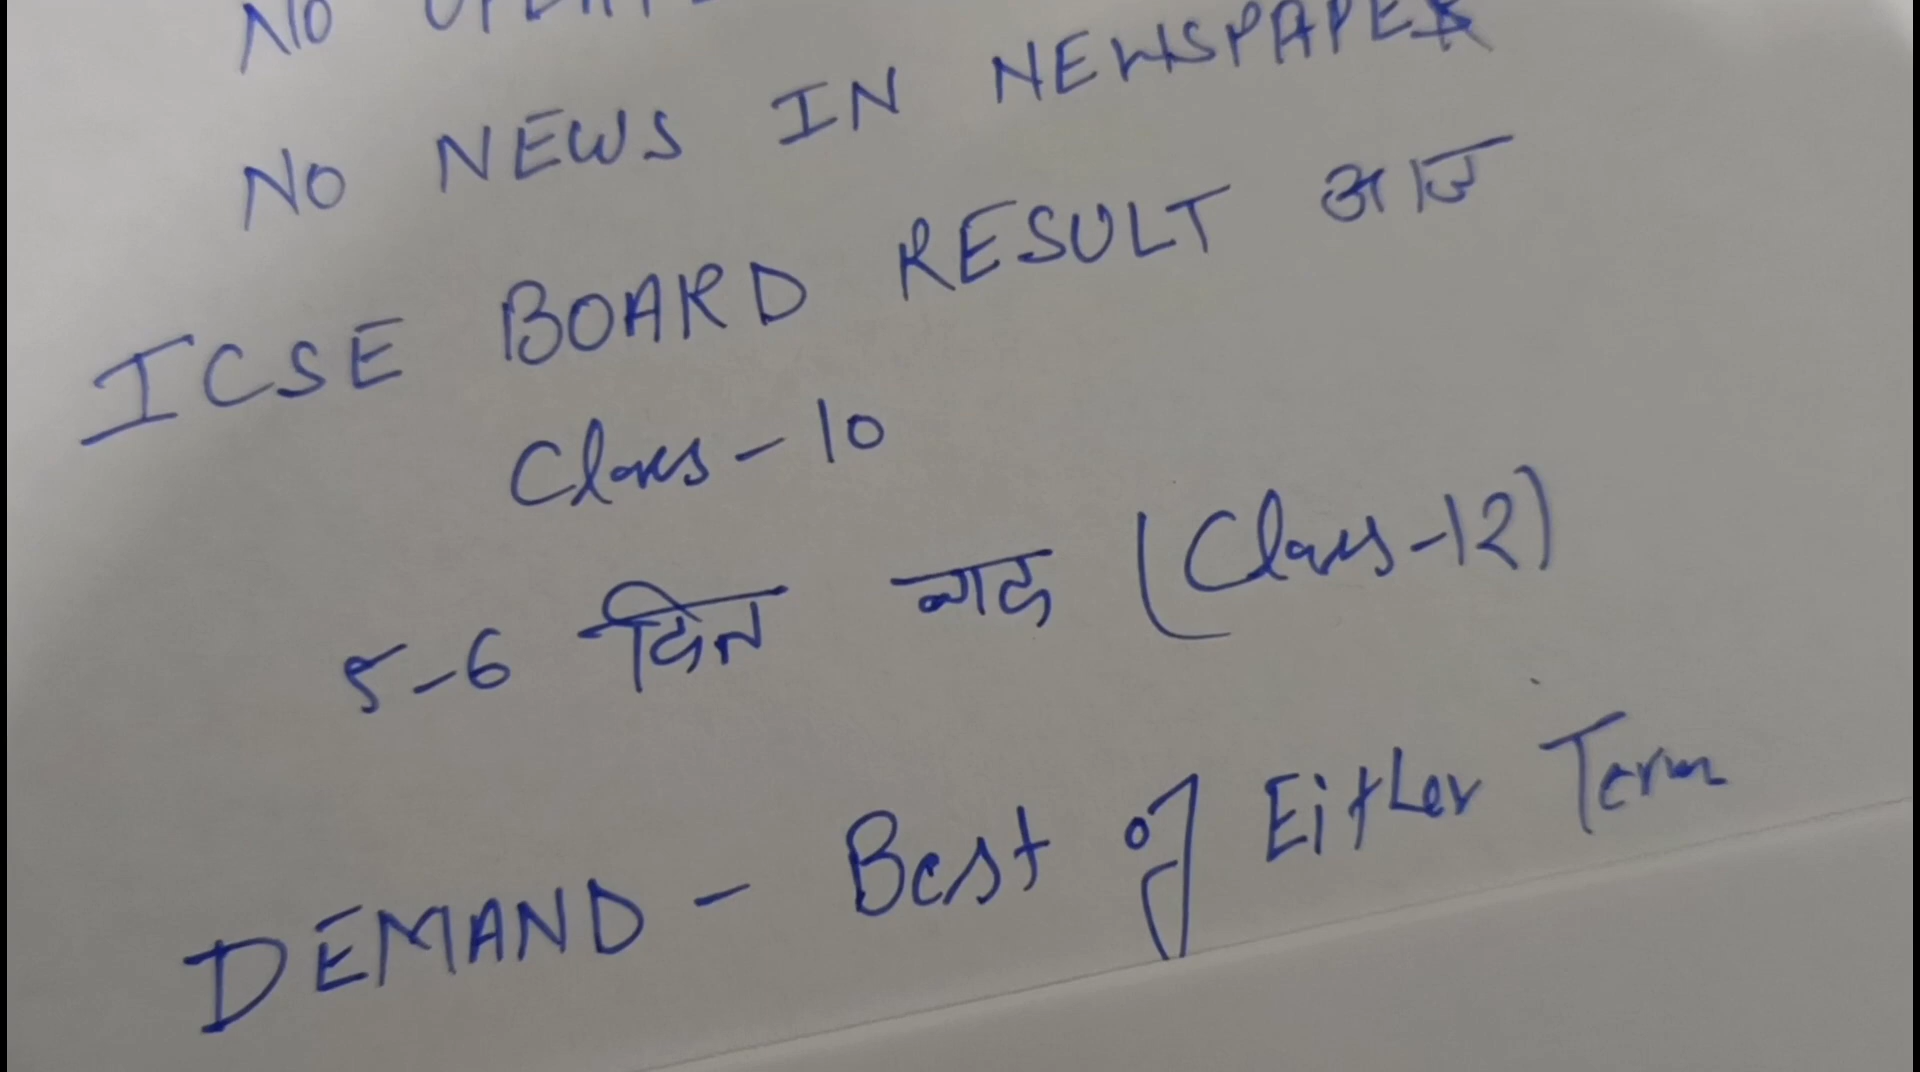 NO
NO NEWS IN NEWSPAPER
ICSE BOARD RESULT आज
Class-10
5-6 दिन बाद (Class-12)
DEMAND - Best of Either Term